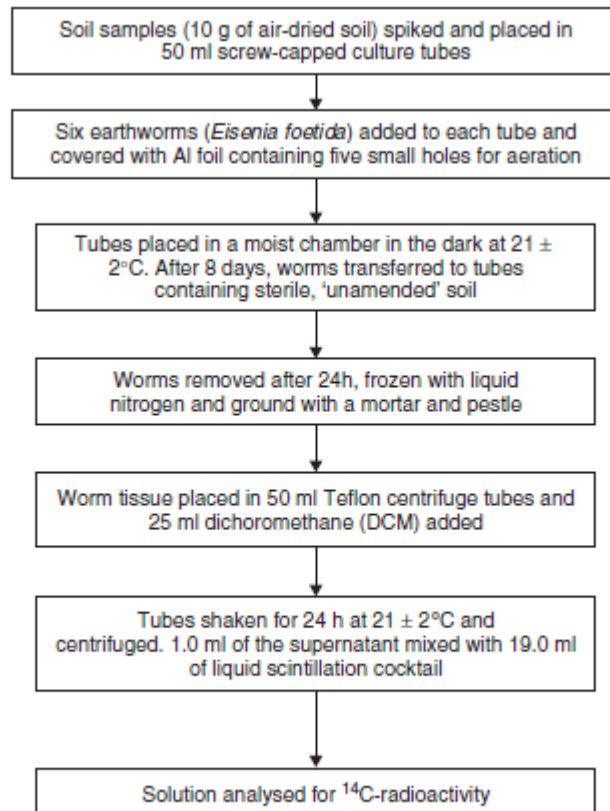 Soil samples (10 g of air-dried soil) spiked and placed in
50 ml screw-capped culture tubes
Six earthworms (Eisenia foetida) added to each tube and
covered with Al foil containing five small holes for aeration
Tubes placed in a moist chamber in the dark at 21 ±
2°C. After 8 days, worms transferred to tubes
containing sterile, ‘unamended’ soil
Worms removed after 24h, frozen with liquid
nitrogen and ground with a mortar and pestle
Worm tissue placed in 50 ml Teflon centrifuge tubes and
25 ml dichoromethane (DCM) added
Tubes shaken for 24 h at 21 ± 2°C and
centrifuged. 1.0 ml of the supernatant mixed with 19.0 ml
of liquid scintillation cocktail
Solution analysed for ¹⁴C-radioactivity